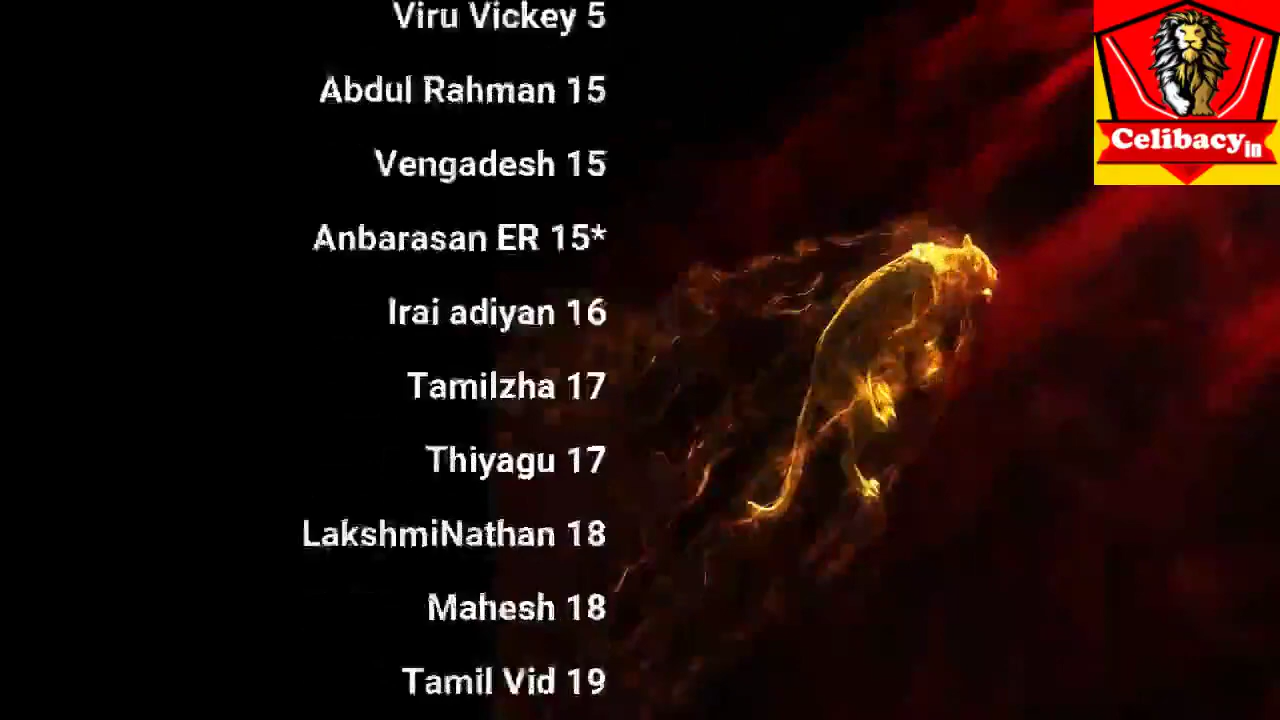 Viru Vickey 5
Abdul Rahman 15
Vengadesh 15
Anbarasan ER 15*
Irai adiyan 16
Tamilzha 17
Thiyagu 17
LakshmiNathan 18
Mahesh 18
Tamil Vid 19
Celibacy in